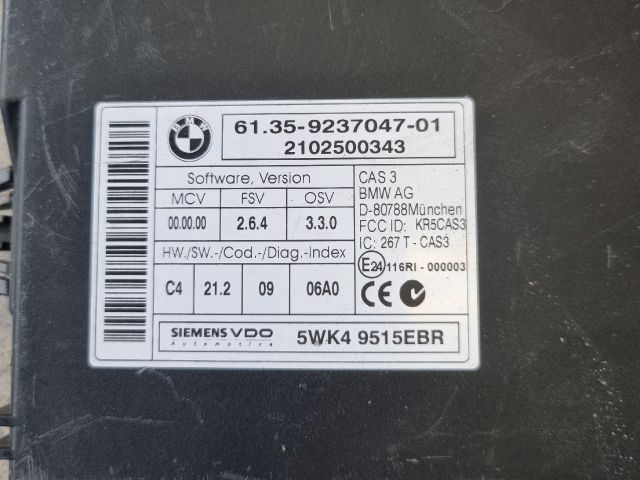 BMW
61.35-9237047-01
2102500343
Software, Version
MCV FSV OSV
00.00.00 2.6.4 3.3.0
HW./SW.-/Cod.-/Diag.-Index
C4 21.2 09 06A0
CAS 3
BMW AG
D-80788München
FCC ID: KR5CAS3
IC: 267 T - CAS3
E24 116RI - 000003
CE
SIEMENS VDO
Automotive
5WK4 9515EBR